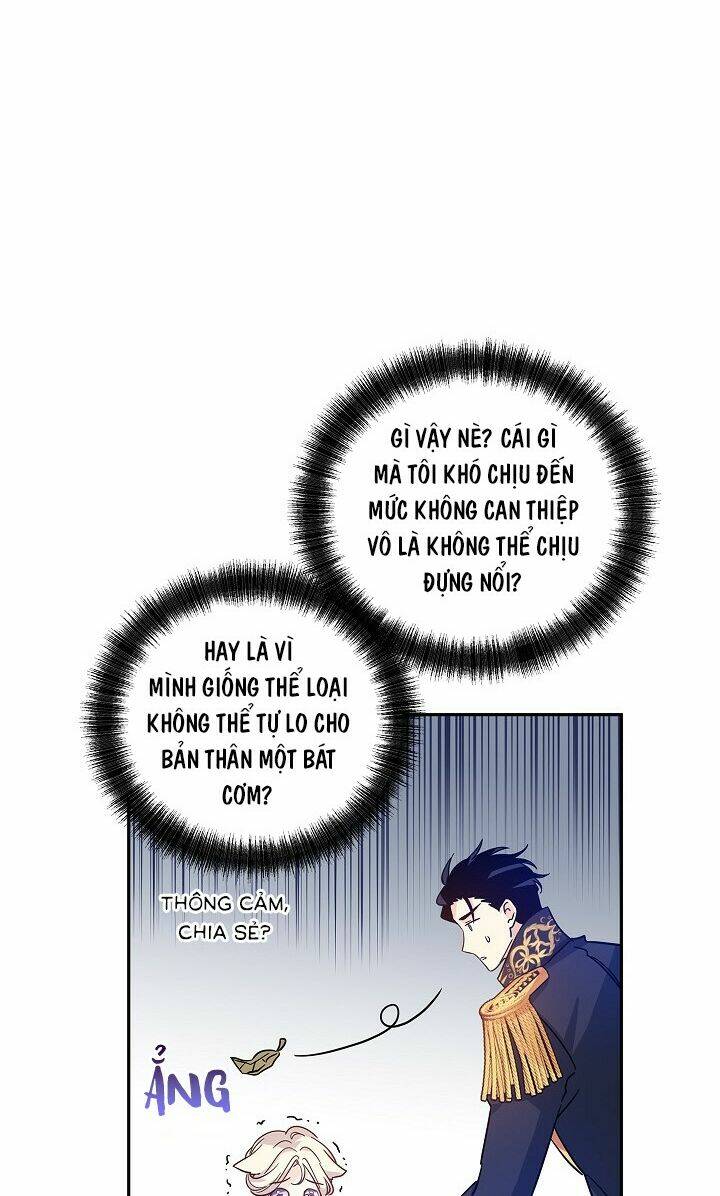 GÌ VẬY NÈ? CÁI GÌ
MÀ TÔI KHÓ CHỊU ĐẾN
MỨC KHÔNG CAN THIỆP
VÔ LÀ KHÔNG THỂ CHỊU
ĐỰNG NỔI?
HAY LÀ VÌ
MÌNH GIỐNG THỂ LOẠI
KHÔNG THỂ TỰ LO CHO
BẢN THÂN MỘT BÁT
CƠM?
THÔNG CẢM,
CHIA SẺ?
ẲNG